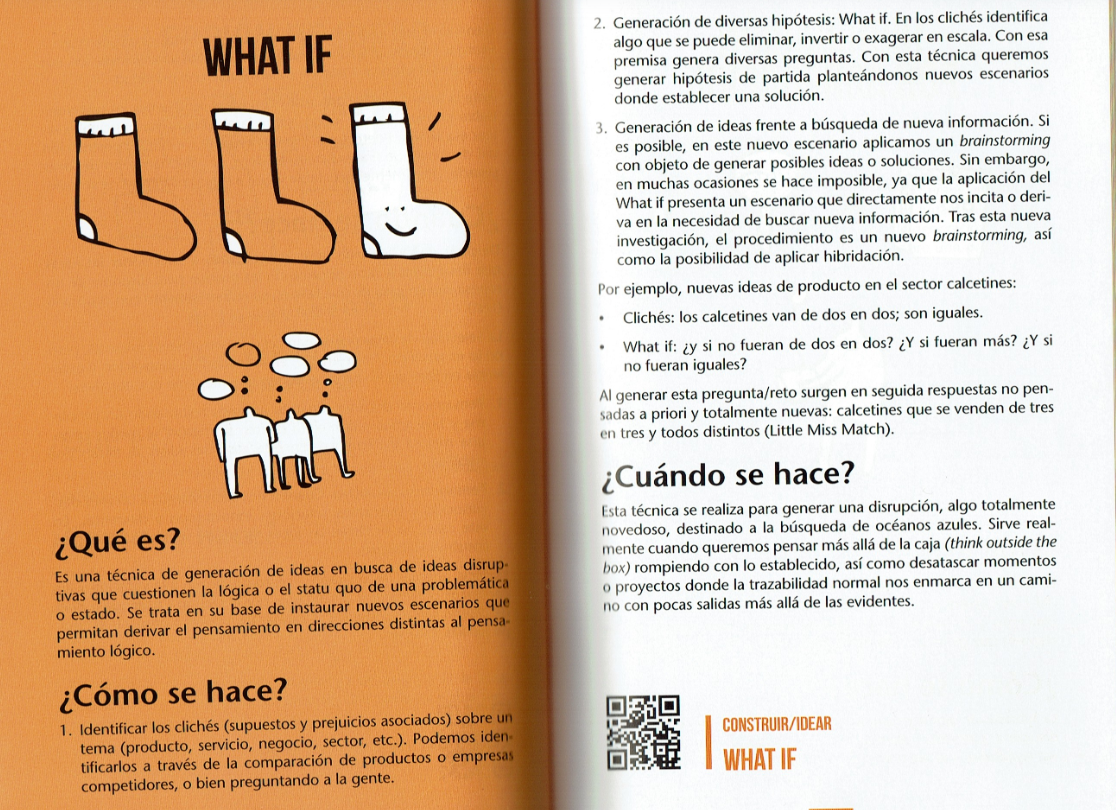 WHAT IF
¿Qué es?
Es una técnica de generación de ideas en busca de ideas disrup-
tivas que cuestionen la lógica o el statu quo de una problemática
o estado. Se trata en su base de instaurar nuevos escenarios que
permitan derivar el pensamiento en direcciones distintas al pensa-
miento lógico.
¿Cómo se hace?
1. Identificar los clichés (supuestos y prejuicios asociados) sobre un
tema (producto, servicio, negocio, sector, etc.). Podemos iden-
tificarlos a través de la comparación de productos o empresas
competidores, o bien preguntando a la gente.
2. Generación de diversas hipótesis: What if. En los clichés identifica
algo que se puede eliminar, invertir o exagerar en escala. Con esa
premisa genera diversas preguntas. Con esta técnica queremos
generar hipótesis de partida planteándonos nuevos escenarios
donde establecer una solución.
3. Generación de ideas frente a búsqueda de nueva información. Si
es posible, en este nuevo escenario aplicamos un brainstorming
con objeto de generar posibles ideas o soluciones. Sin embargo,
en muchas ocasiones se hace imposible, ya que la aplicación del
What if presenta un escenario que directamente nos incita o deri-
va en la necesidad de buscar nueva información. Tras esta nueva
investigación, el procedimiento es un nuevo brainstorming, así
como la posibilidad de aplicar hibridación.
Por ejemplo, nuevas ideas de producto en el sector calcetines:
• Clichés: los calcetines van de dos en dos; son iguales.
• What if: ¿y si no fueran de dos en dos? ¿Y si fueran más? ¿Y si
no fueran iguales?
Al generar esta pregunta/reto surgen en seguida respuestas no pen-
sadas a priori y totalmente nuevas: calcetines que se venden de tres
en tres y todos distintos (Little Miss Match).
¿Cuándo se hace?
Esta técnica se realiza para generar una disrupción, algo totalmente
novedoso, destinado a la búsqueda de océanos azules. Sirve real-
mente cuando queremos pensar más allá de la caja (think outside the
box) rompiendo con lo establecido, así como desatascar momentos
o proyectos donde la trazabilidad normal nos enmarca en un cami-
no con pocas salidas más allá de las evidentes.
CONSTRUIR/IDEAR
WHAT IF